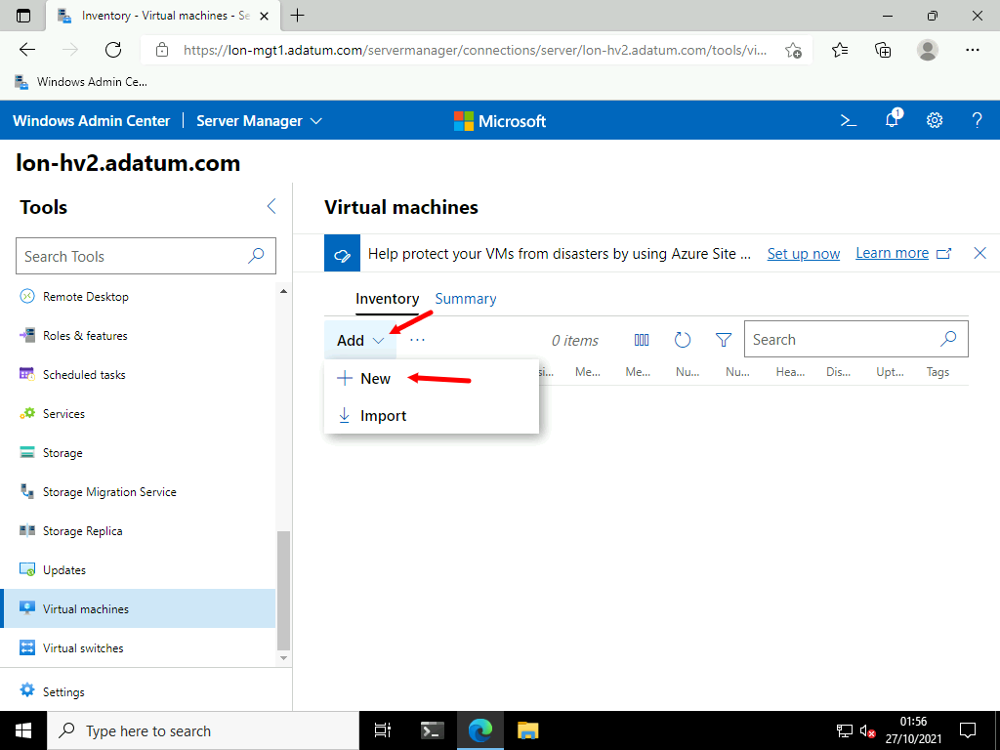 Inventory - Virtual machines - Se
https://lon-mgt1.adatum.com/servermanager/connections/server/lon-hv2.adatum.com/tools/vi...
Windows Admin Ce...
Windows Admin Center
Server Manager
Microsoft
1
?
lon-hv2.adatum.com
Tools
Search Tools
Remote Desktop
Roles & features
Scheduled tasks
Services
Storage
Storage Migration Service
Storage Replica
Updates
Virtual machines
Virtual switches
Settings
Virtual machines
Help protect your VMs from disasters by using Azure Site ...
Set up now
Learn more
Inventory
Summary
Add
...
0 items
Search
New
Import
Me...
Me...
Nu...
Nu...
Hea...
Dis...
Upt...
Tags
Type here to search
01:56
27/10/2021